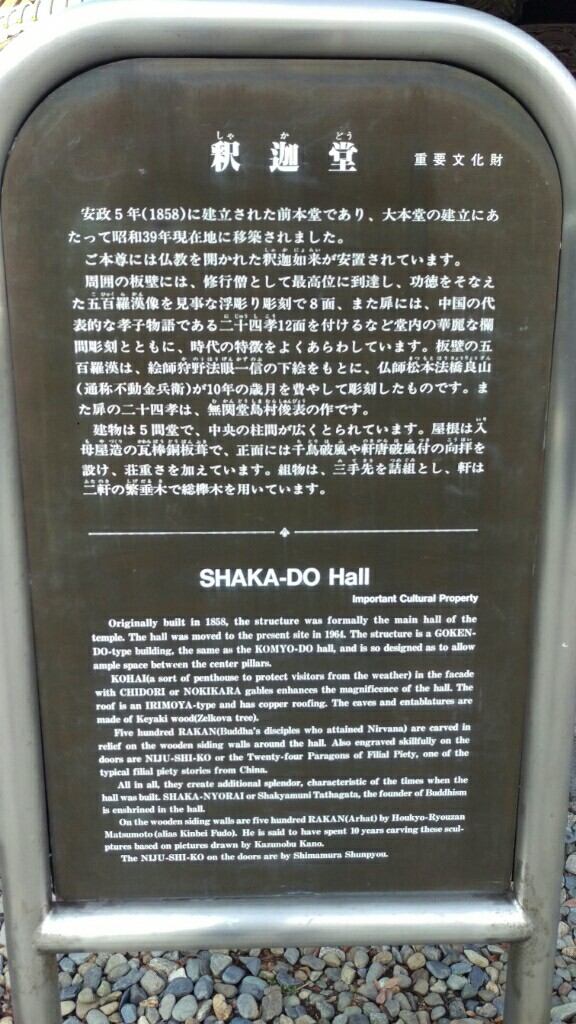 釈迦堂 重要文化財
安政5年(1858)に建立された前本堂であり、大本堂の建立にあ
たって昭和39年現在地に移築されました。
ご本尊には仏教を開かれた釈迦如来が安置されています。
周囲の板壁には、修行僧として最高位に到達し、功徳をそなえ
た五百羅漢像を見事な浮彫り彫刻で8面、また扉には、中国の代
表的な孝子物語である二十四孝12面を付けるなど堂内の華麗な欄
間彫刻とともに、時代の特徴をよくあらわしています。板壁の五
百羅漢は、絵師狩野法眼一信の下絵をもとに、仏師松本法橋良山
(通称不動金兵衛)が10年の歳月を費やして彫刻したものです。ま
た扉の二十四孝は、無関堂島村俊表の作です。
建物は5間堂で、中央の柱間が広くとられています。屋根は入
母屋造の瓦棒銅板葺で、正面には千鳥破風や軒唐破風付の向拝を
設け、荘重さを加えています。組物は、三手先を詰組とし、軒は
二軒の繁垂木で総欅木を用いています。
SHAKA-DO Hall
Important Cultural Property
Originally built in 1858, the structure was formally the main hall of the
temple. The hall was moved to the present site in 1964. The structure is a GOKEN-
DO-type building, the same as the KOMYO-DO hall, and is so designed as to allow
ample space between the center pillars.
KOHAI(a sort of penthouse to protect visitors from the weather) in the facade
with CHIDORI or NOKIKARA gables enhances the magnificence of the hall. The
roof is an IRIMOYA-type and has copper roofing. The eaves and entablatures are
made of Keyaki wood(Zelkova tree).
Five hundred RAKAN(Buddha's disciples who attained Nirvana) are carved in
relief on the wooden siding walls around the hall. Also engraved skillfully on the
doors are NIJU-SHI-KO or the Twenty-four Paragons of Filial Piety, one of the
typical filial piety stories from China.
All in all, they create additional splendor, characteristic of the times when the
hall was built. SHAKA-NYORAI or Shakyamuni Tathagata, the founder of Buddhism
is enshrined in the hall.
On the wooden siding walls are five hundred RAKAN(Arhat) by Houkyo-Ryouzan
Matsumoto (alias Kinbei Fudo). He is said to have spent 10 years carving these scul-
ptures based on pictures drawn by Kazunobu Kano.
The NIJU-SHI-KO on the doors are by Shimamura Shunpyou.